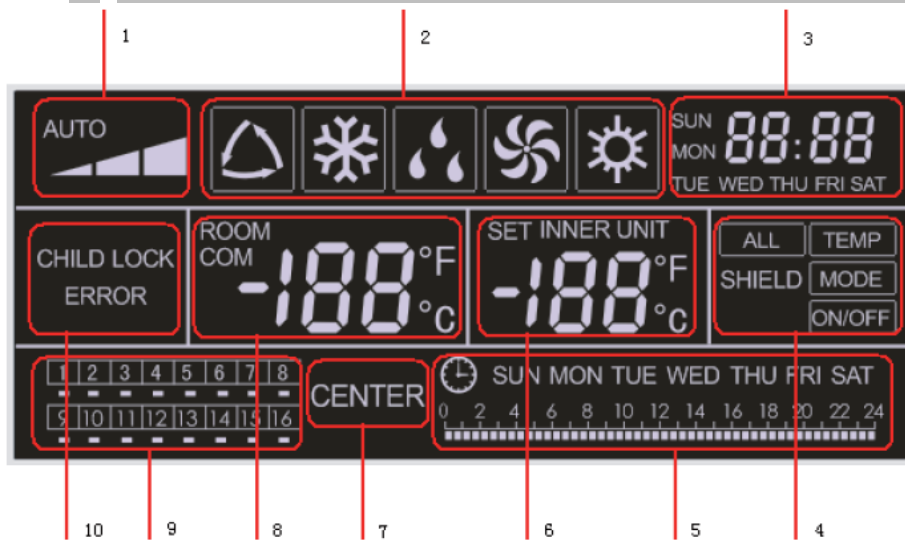 1 2 3
AUTO
SUN 88:88
MON
TUE WED THU FRI SAT
CHILD LOCK
ERROR
ROOM
COM
-188 °F
°C
SET INNER UNIT
-188 °F
°C
ALL TEMP
SHIELD MODE
ON/OFF
1 2 3 4 5 6 7 8
9 10 11 12 13 14 15 16
CENTER
SUN MON TUE WED THU FRI SAT
0 2 4 6 8 10 12 14 16 18 20 22 24
10 9 8 7 6 5 4